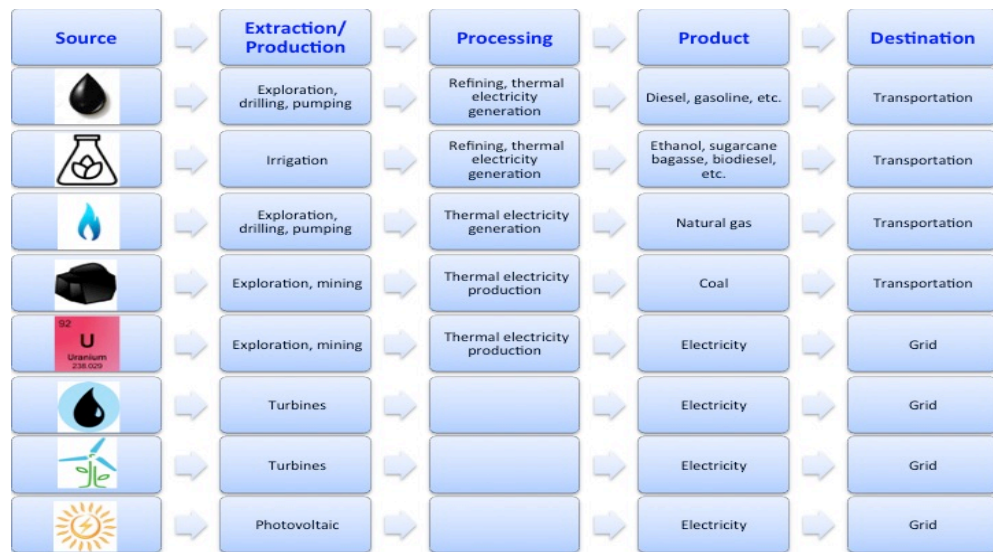 Source
Extraction/
Production
Processing
Product
Destination
Exploration,
drilling, pumping
Refining, thermal
electricity
generation
Diesel, gasoline, etc.
Transportation
Irrigation
Refining, thermal
electricity
generation
Ethanol, sugarcane
bagasse, biodiesel,
etc.
Transportation
Exploration,
drilling, pumping
Thermal electricity
generation
Natural gas
Transportation
Exploration, mining
Thermal electricity
production
Coal
Transportation
92
U
Uranium
238.029
Exploration, mining
Thermal electricity
production
Electricity
Grid
Turbines
Electricity
Grid
Turbines
Electricity
Grid
Photovoltaic
Electricity
Grid